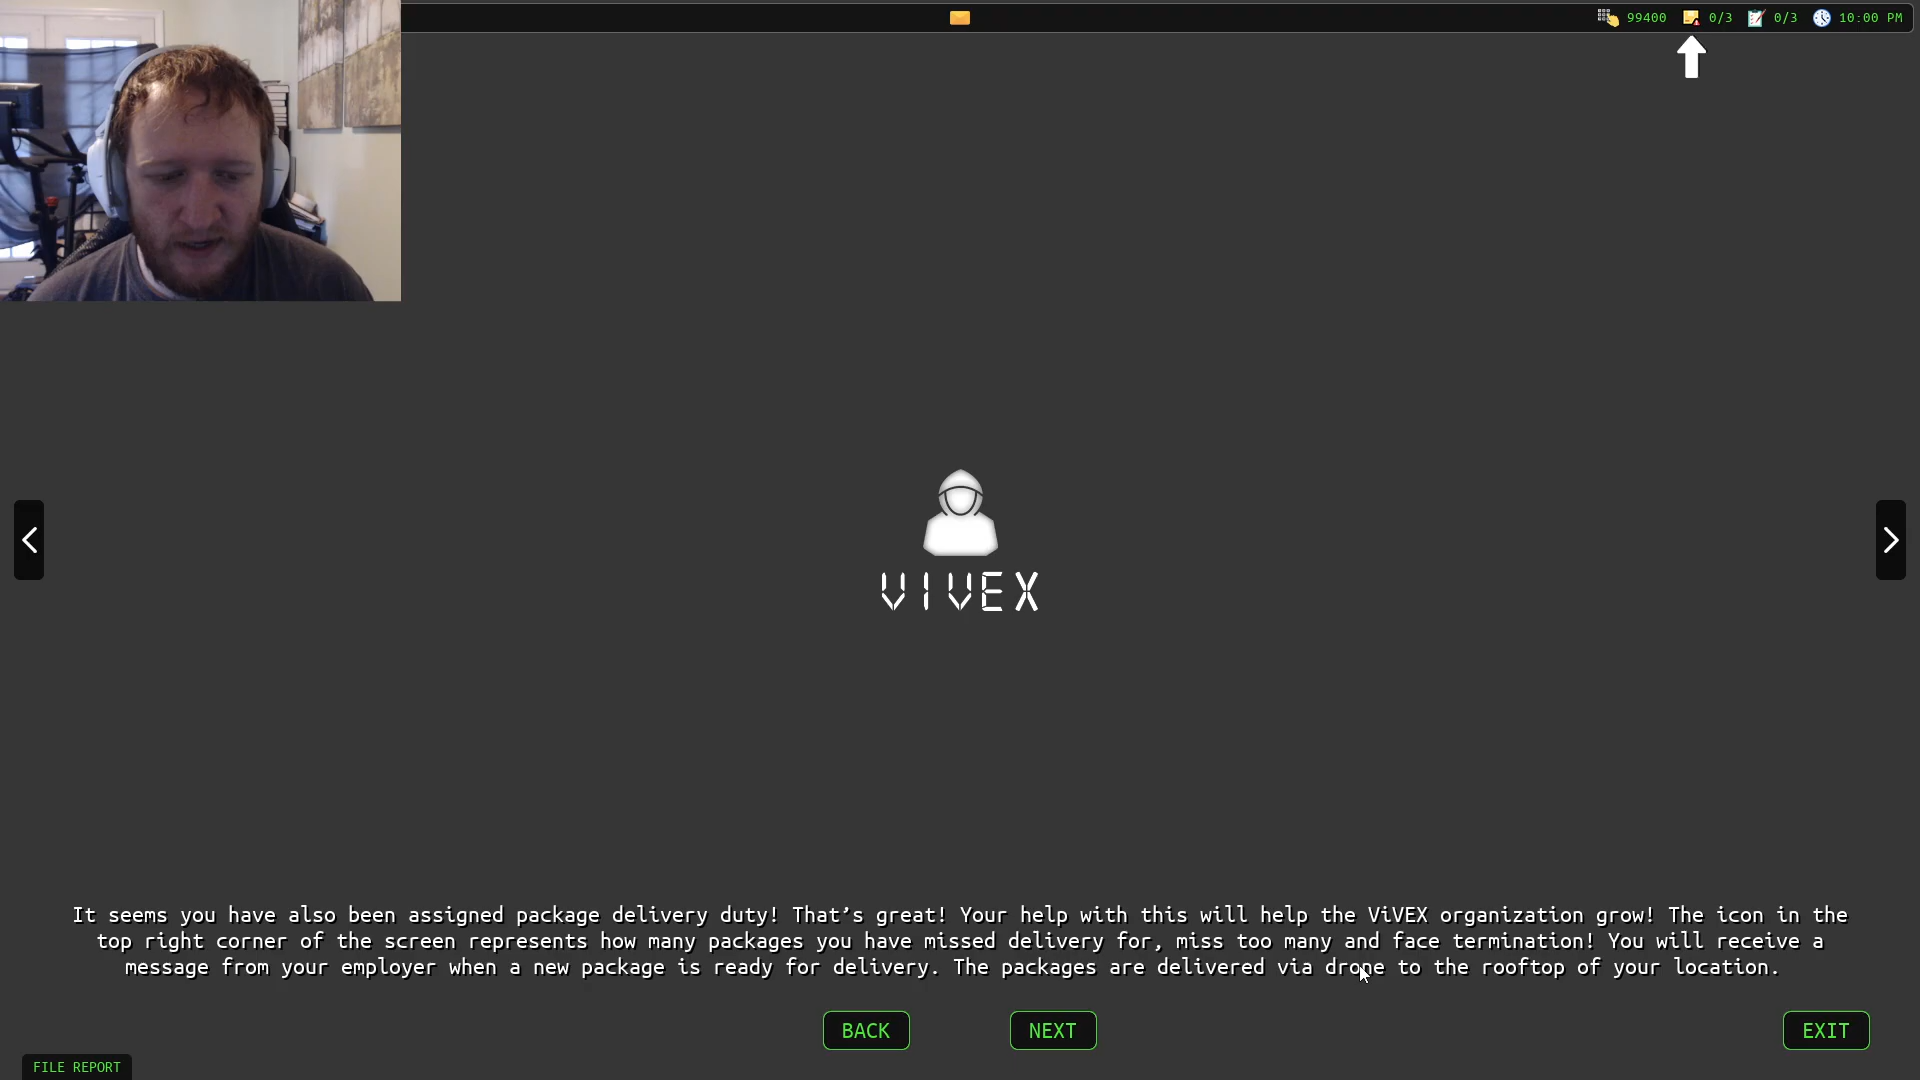 99400 0/3 0/3 10:00 PM
ViVEX
It seems you have also been assigned package delivery duty! That’s great! Your help with this will help the ViVEX organization grow! The icon in the
top right corner of the screen represents how many packages you have missed delivery for, miss too many and face termination! You will receive a
message from your employer when a new package is ready for delivery. The packages are delivered via drone to the rooftop of your location.
BACK NEXT EXIT
FILE REPORT